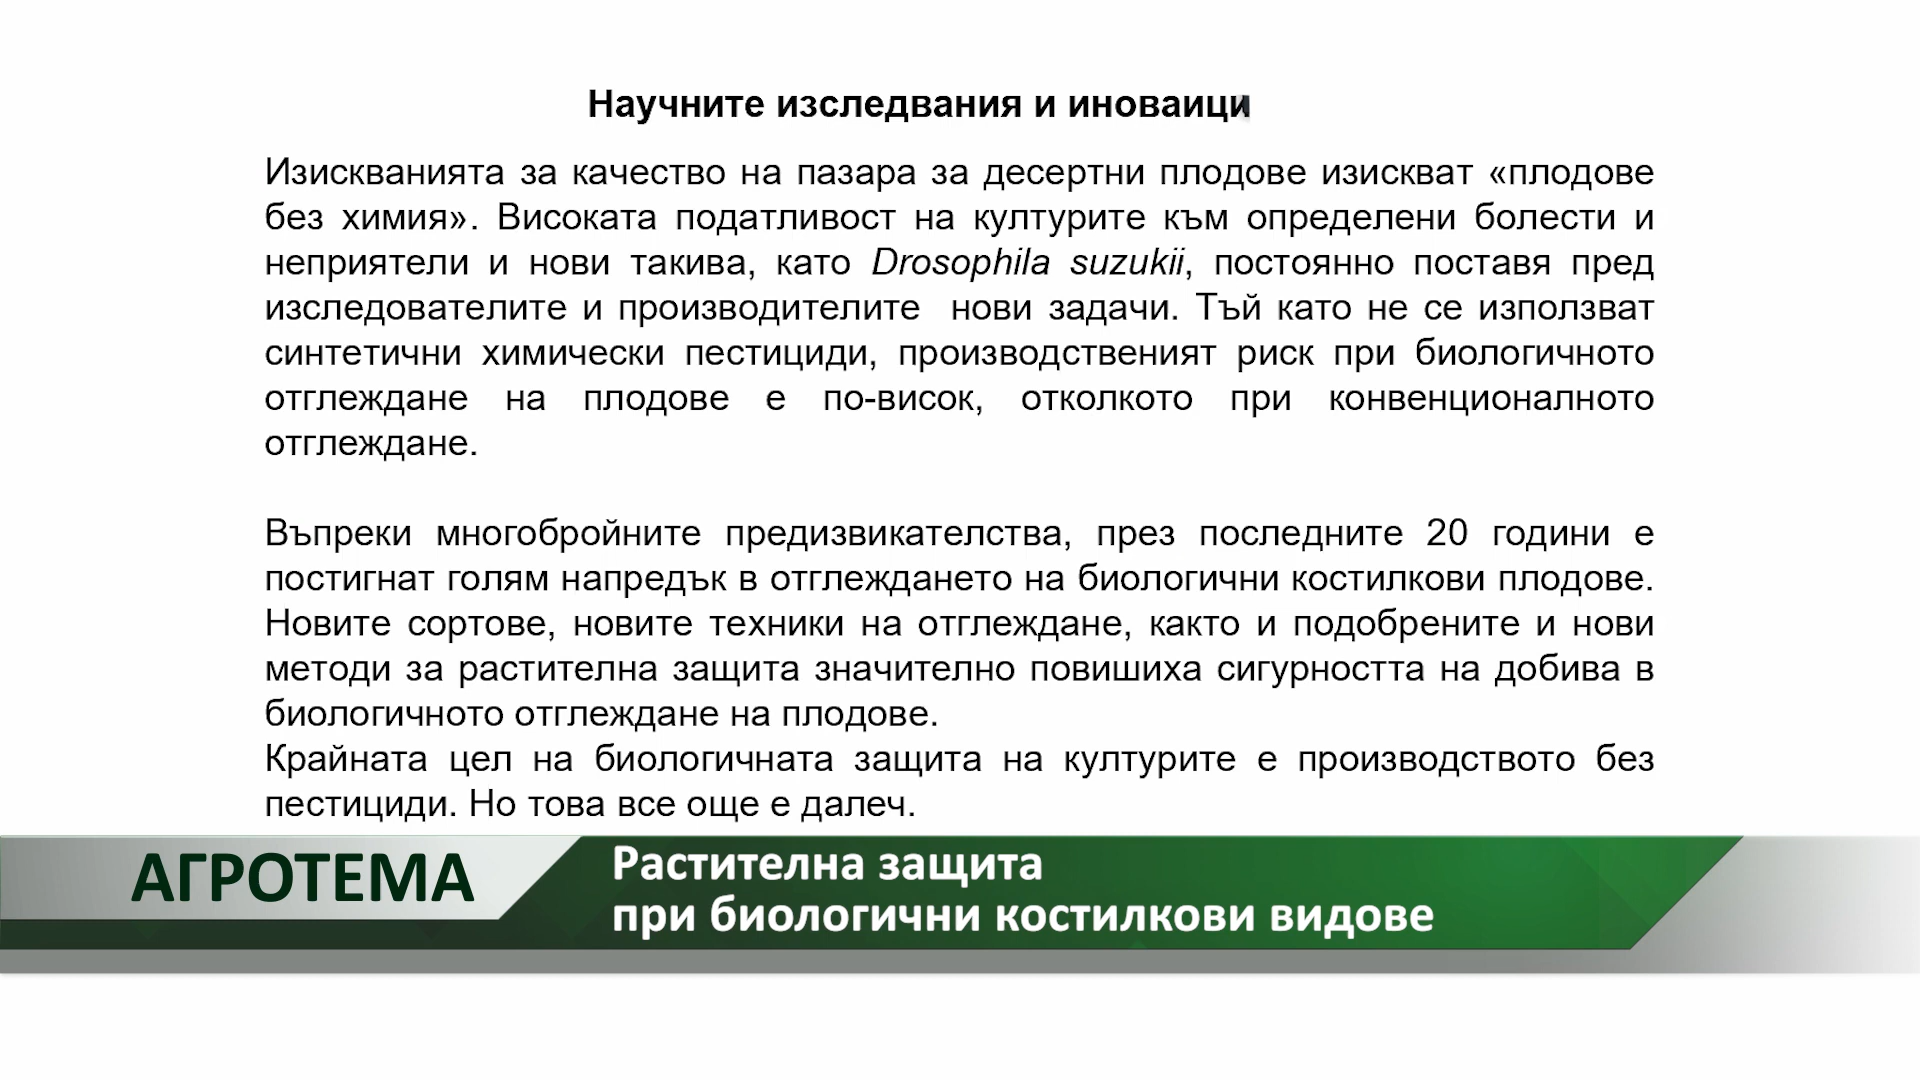 Научните изследвания и иноваици
Изискванията за качество на пазара за десертни плодове изискват «плодове
без химия». Високата податливост на културите към определени болести и
неприятели и нови такива, като Drosophila suzukii, постоянно поставя пред
изследователите и производителите нови задачи. Тъй като не се използват
синтетични химически пестициди, производственият риск при биологичното
отглеждане на плодове е по-висок, отколкото при конвенционалното
отглеждане.
Въпреки многобройните предизвикателства, през последните 20 години е
постигнат голям напредък в отглеждането на биологични костилкови плодове.
Новите сортове, новите техники на отглеждане, както и подобрените и нови
методи за растителна защита значително повишиха сигурността на добива в
биологичното отглеждане на плодове.
Крайната цел на биологичната защита на културите е производството без
пестициди. Но това все още е далеч.
АГРОТЕМА
Растителна защита
при биологични костилкови видове